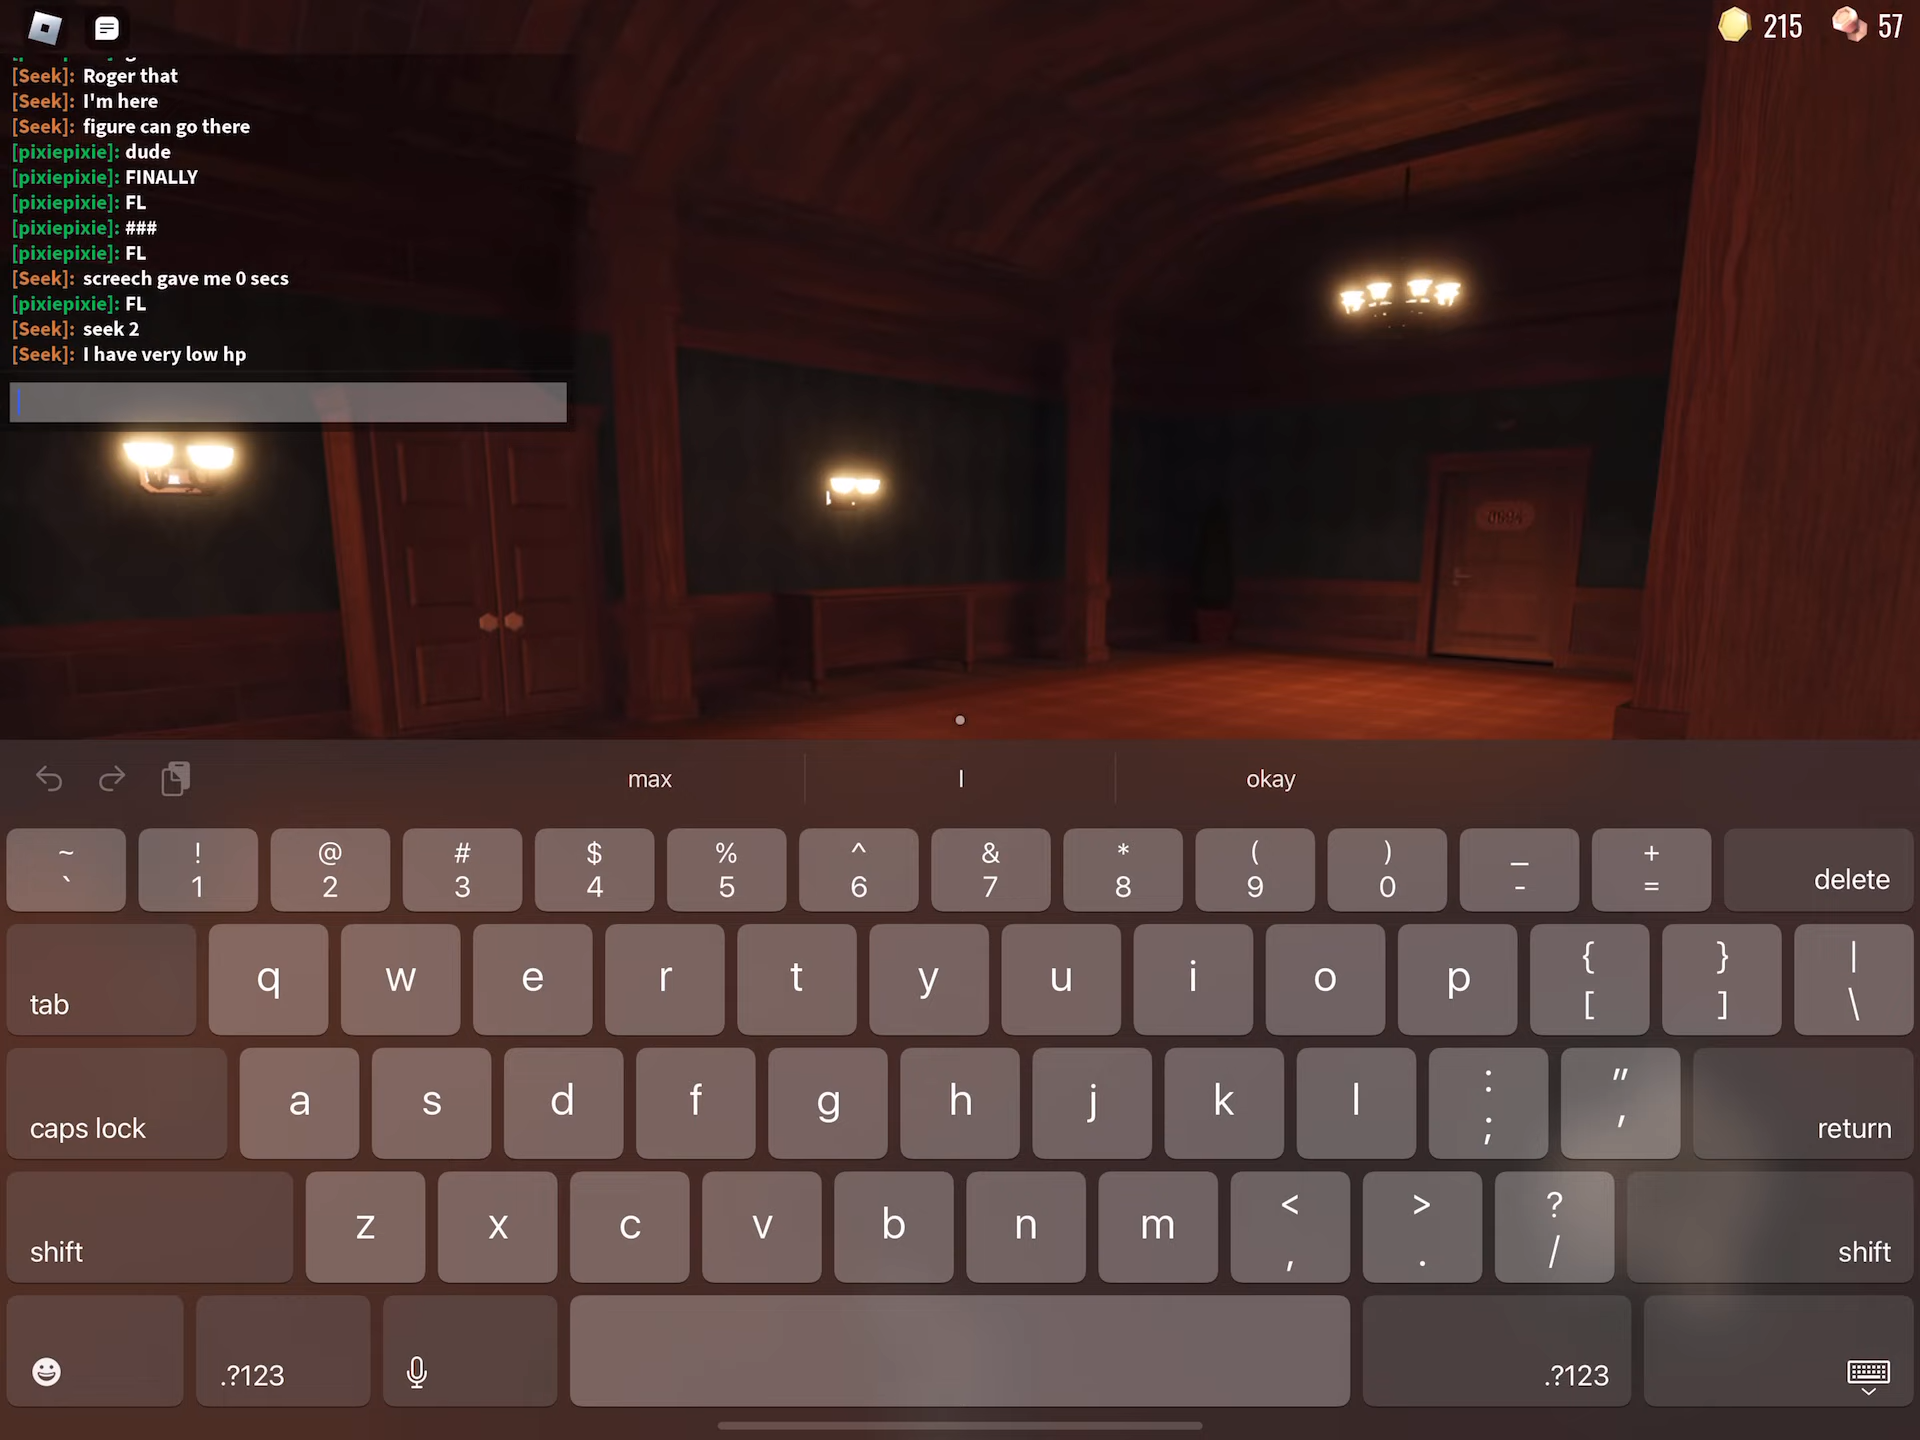 215 57
[Seek]: Roger that
[Seek]: I'm here
[Seek]: figure can go there
[pixiepixie]: dude
[pixiepixie]: FINALLY
[pixiepixie]: FL
[pixiepixie]: ###
[pixiepixie]: FL
[Seek]: screech gave me 0 secs
[pixiepixie]: FL
[Seek]: seek 2
[Seek]: I have very low hp
max I okay
~ ! @ # $ % ^ & * ( ) _ +
` 1 2 3 4 5 6 7 8 9 0 - = delete
tab q w e r t y u i o p { } |
[ ] \
caps lock a s d f g h j k l : "
; ' return
shift z x c v b n m < > ?
, . / shift
.?123 .?123